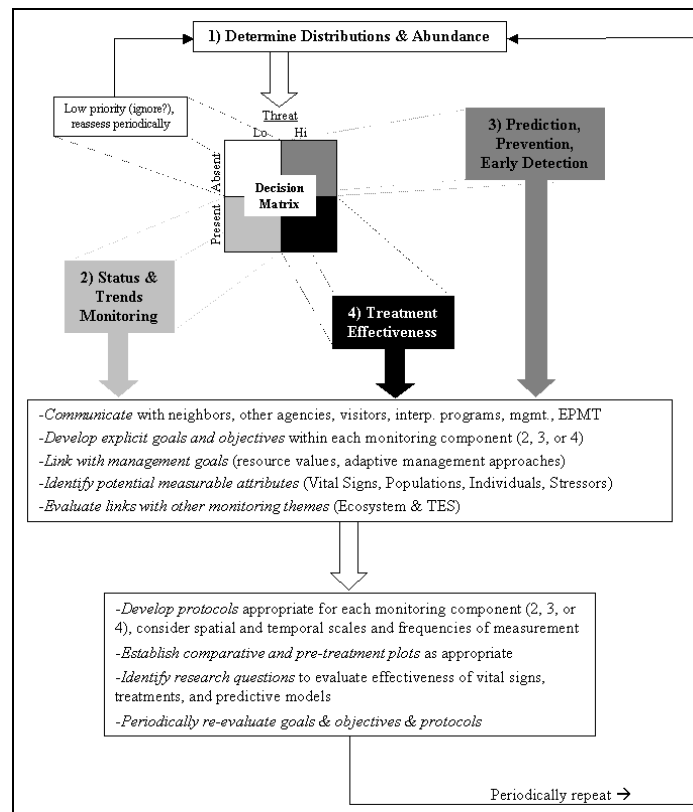 1) Determine Distributions & Abundance
Low priority (ignore?),
reassess periodically
Threat
Lo Hi
Absent
Present
Decision
Matrix
3) Prediction,
Prevention,
Early Detection
2) Status &
Trends
Monitoring
4) Treatment
Effectiveness
-Communicate with neighbors, other agencies, visitors, interp. programs, mgmt., EPMT
-Develop explicit goals and objectives within each monitoring component (2, 3, or 4)
-Link with management goals (resource values, adaptive management approaches)
-Identify potential measurable attributes (Vital Signs, Populations, Individuals, Stressors)
-Evaluate links with other monitoring themes (Ecosystem & TES)
-Develop protocols appropriate for each monitoring component (2, 3, or
4), consider spatial and temporal scales and frequencies of measurement
-Establish comparative and pre-treatment plots as appropriate
-Identify research questions to evaluate effectiveness of vital signs,
treatments, and predictive models
-Periodically re-evaluate goals & objectives & protocols
Periodically repeat →